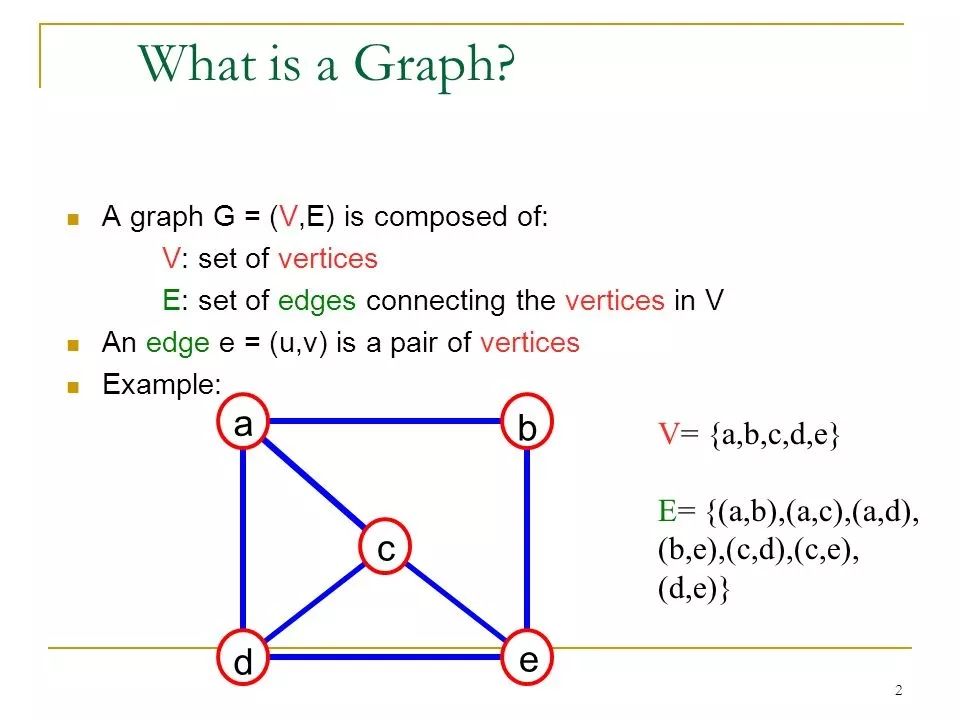 What is a Graph?
A graph G = (V,E) is composed of:
V: set of vertices
E: set of edges connecting the vertices in V
An edge e = (u,v) is a pair of vertices
Example:
a
b
c
d
e
V= {a,b,c,d,e}
E= {(a,b),(a,c),(a,d),
(b,e),(c,d),(c,e),
(d,e)}
2